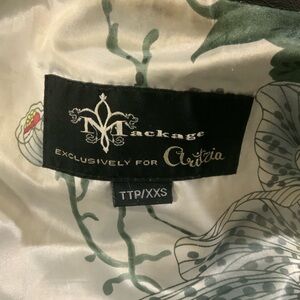 Mackage
EXCLUSIVELY FOR Aritzia
TTP/XXS